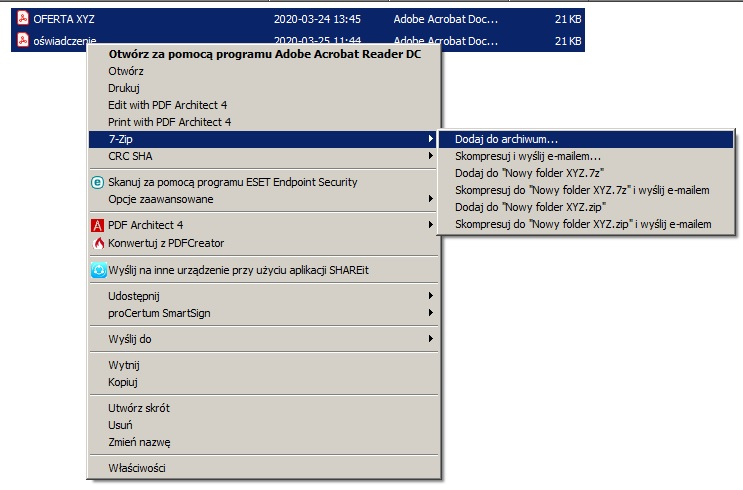 OFERTA XYZ 2020-03-24 13:45 Adobe Acrobat Doc... 21 KB
oświadczenie 2020-03-25 11:44 Adobe Acrobat Doc... 21 KB
Otwórz za pomocą programu Adobe Acrobat Reader DC
Otwórz
Drukuj
Edit with PDF Architect 4
Print with PDF Architect 4
7-Zip
CRC SHA
Skanuj za pomocą programu ESET Endpoint Security
Opcje zaawansowane
PDF Architect 4
Konwertuj z PDFCreator
Wyślij na inne urządzenie przy użyciu aplikacji SHAREit
Udostępnij
proCertum SmartSign
Wyślij do
Wytnij
Kopiuj
Utwórz skrót
Usuń
Zmień nazwę
Właściwości
Dodaj do archiwum...
Skompresuj i wyślij e-mailem...
Dodaj do "Nowy folder XYZ.7z"
Skompresuj do "Nowy folder XYZ.7z" i wyślij e-mailem
Dodaj do "Nowy folder XYZ.zip"
Skompresuj do "Nowy folder XYZ.zip" i wyślij e-mailem